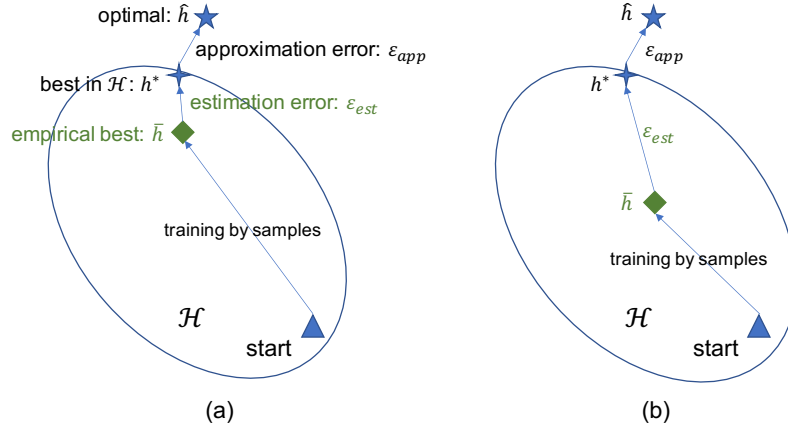 optimal: ĥ
approximation error: ε_app
best in ℋ: h*
estimation error: ε_est
empirical best: h̄
training by samples
ℋ
start
(a)
ĥ
ε_app
h*
ε_est
h̄
training by samples
ℋ
start
(b)